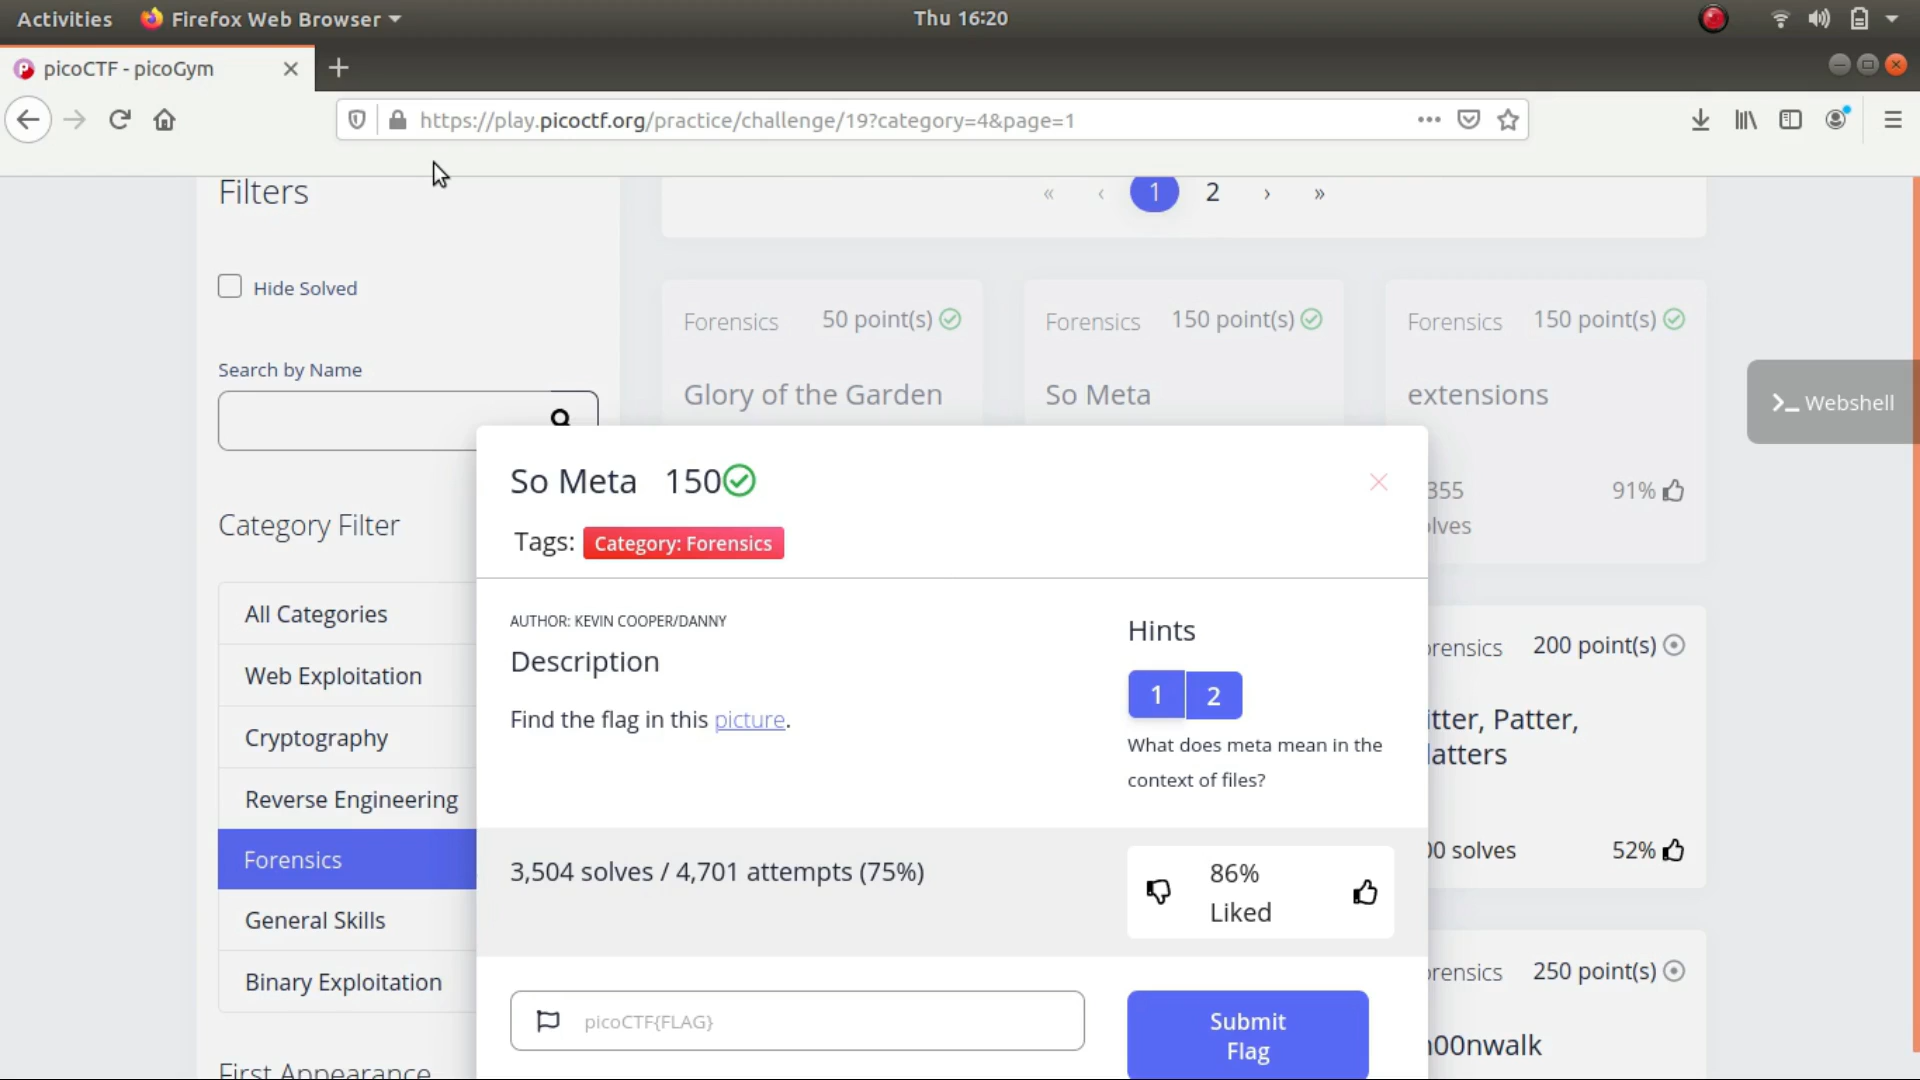 Activities
Firefox Web Browser
Thu 16:20
picoCTF - picoGym
https://play.picoctf.org/practice/challenge/19?category=4&page=1
Filters
Hide Solved
Search by Name
Category Filter
All Categories
Web Exploitation
Cryptography
Reverse Engineering
Forensics
General Skills
Binary Exploitation
First Appearance
« ‹ 1 2 › »
Forensics 50 point(s)
Glory of the Garden
Forensics 150 point(s)
So Meta
Forensics 150 point(s)
extensions
355
91%
lves
>_ Webshell
So Meta 150
Tags: Category: Forensics
AUTHOR: KEVIN COOPER/DANNY
Description
Find the flag in this picture.
Hints
1 2
What does meta mean in the
context of files?
3,504 solves / 4,701 attempts (75%)
86%
Liked
picoCTF{FLAG}
Submit
Flag
rensics 200 point(s)
itter, Patter,
latters
00 solves 52%
rensics 250 point(s)
00nwalk